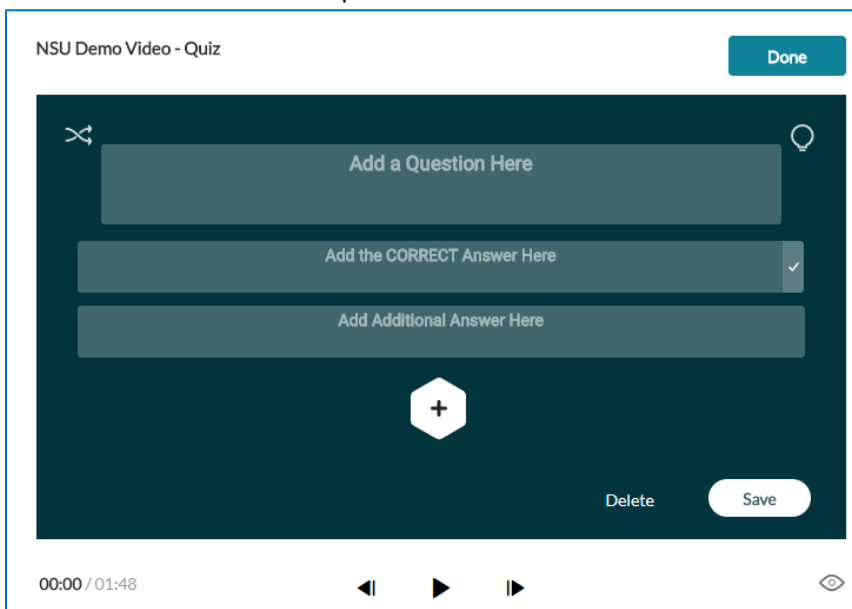 NSU Demo Video - Quiz
Done
Add a Question Here
Add the CORRECT Answer Here
Add Additional Answer Here
+
Delete
Save
00:00 / 01:48